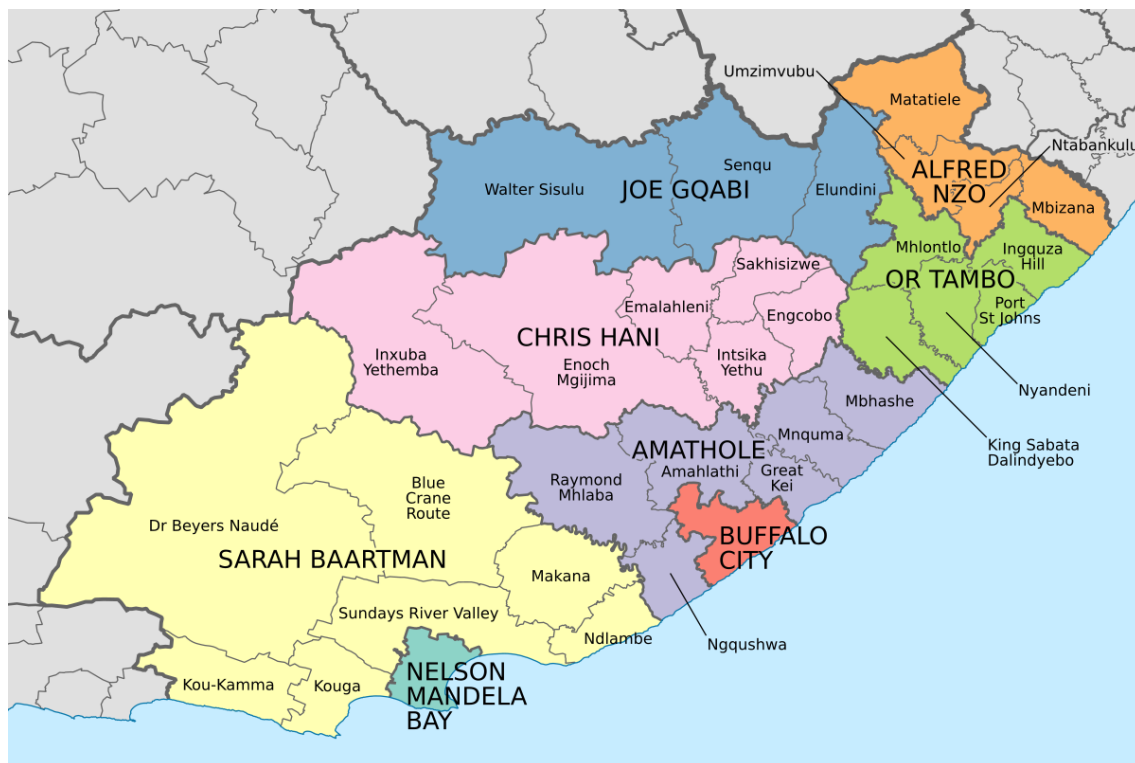 Umzimvubu
Matatiele
Ntabankulu
ALFRED
NZO
Senqu
Walter Sisulu
JOE GQABI
Elundini
Mbizana
Mhlontlo
Ingquza
Hill
Sakhisizwe
OR TAMBO
Emalahleni
Port
St Johns
Engcobo
CHRIS HANI
Inxuba
Yethemba
Enoch
Mgijima
Intsika
Yethu
Nyandeni
Mbhashe
Mnquma
King Sabata
Dalindyebo
AMATHOLE
Amahlathi
Great
Kei
Raymond
Mhlaba
Blue
Crane
Route
Dr Beyers Naudé
BUFFALO
CITY
SARAH BAARTMAN
Makana
Sundays River Valley
Ndlambe
Ngqushwa
Kou-Kamma
Kouga
NELSON
MANDELA
BAY